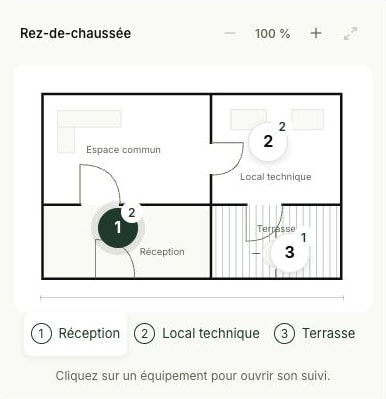 Rez-de-chaussée
100 %
Espace commun
2
2
Local technique
2
1
Réception
Terrasse
1
3
1 Réception 2 Local technique 3 Terrasse
Cliquez sur un équipement pour ouvrir son suivi.